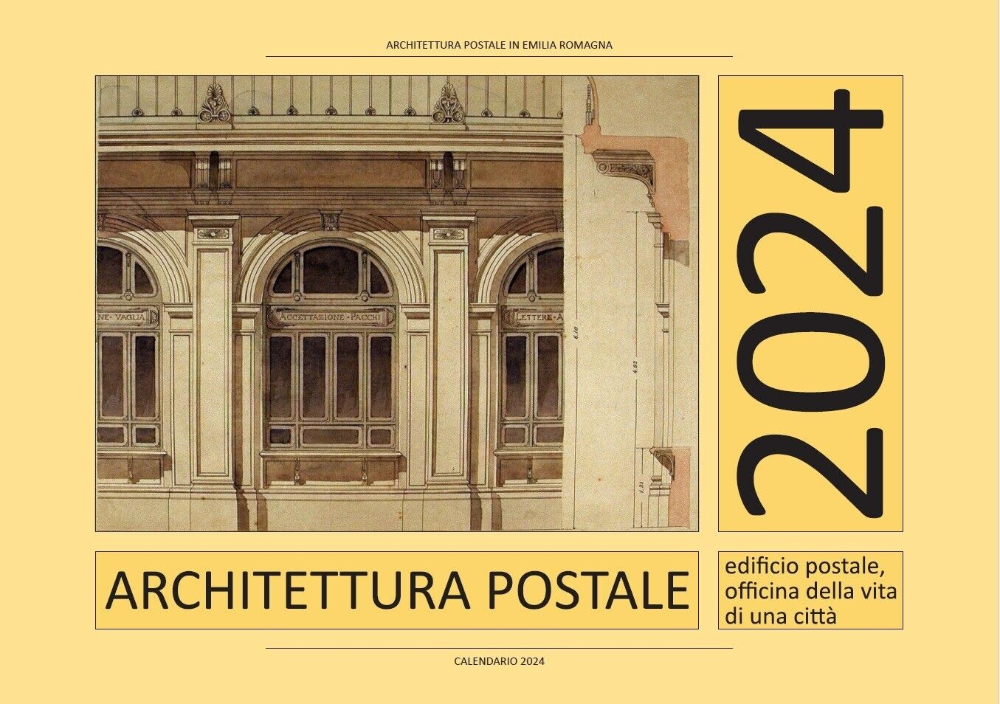 ARCHITETTURA POSTALE IN EMILIA ROMAGNA
NE · VAGLIA
ACCETTAZIONE · PACCHI
LETTERE · A
6.10
4.92
1.31
2024
ARCHITETTURA POSTALE
edificio postale,
officina della vita
di una città
CALENDARIO 2024